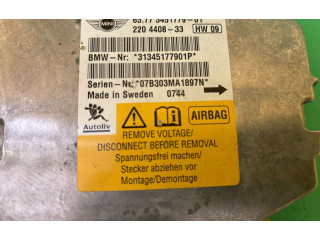 MINI
65.77 3451779-01
220 4408-33 HW 09
BMW-Nr: *31345177901P*
Serien-Nr: *07B303MA1897N*
Made in Sweden 0744
Autoliv
AIRBAG
REMOVE VOLTAGE/
DISCONNECT BEFORE REMOVAL
Spannungsfrei machen/
Stecker abziehen vor
Montage/Demontage